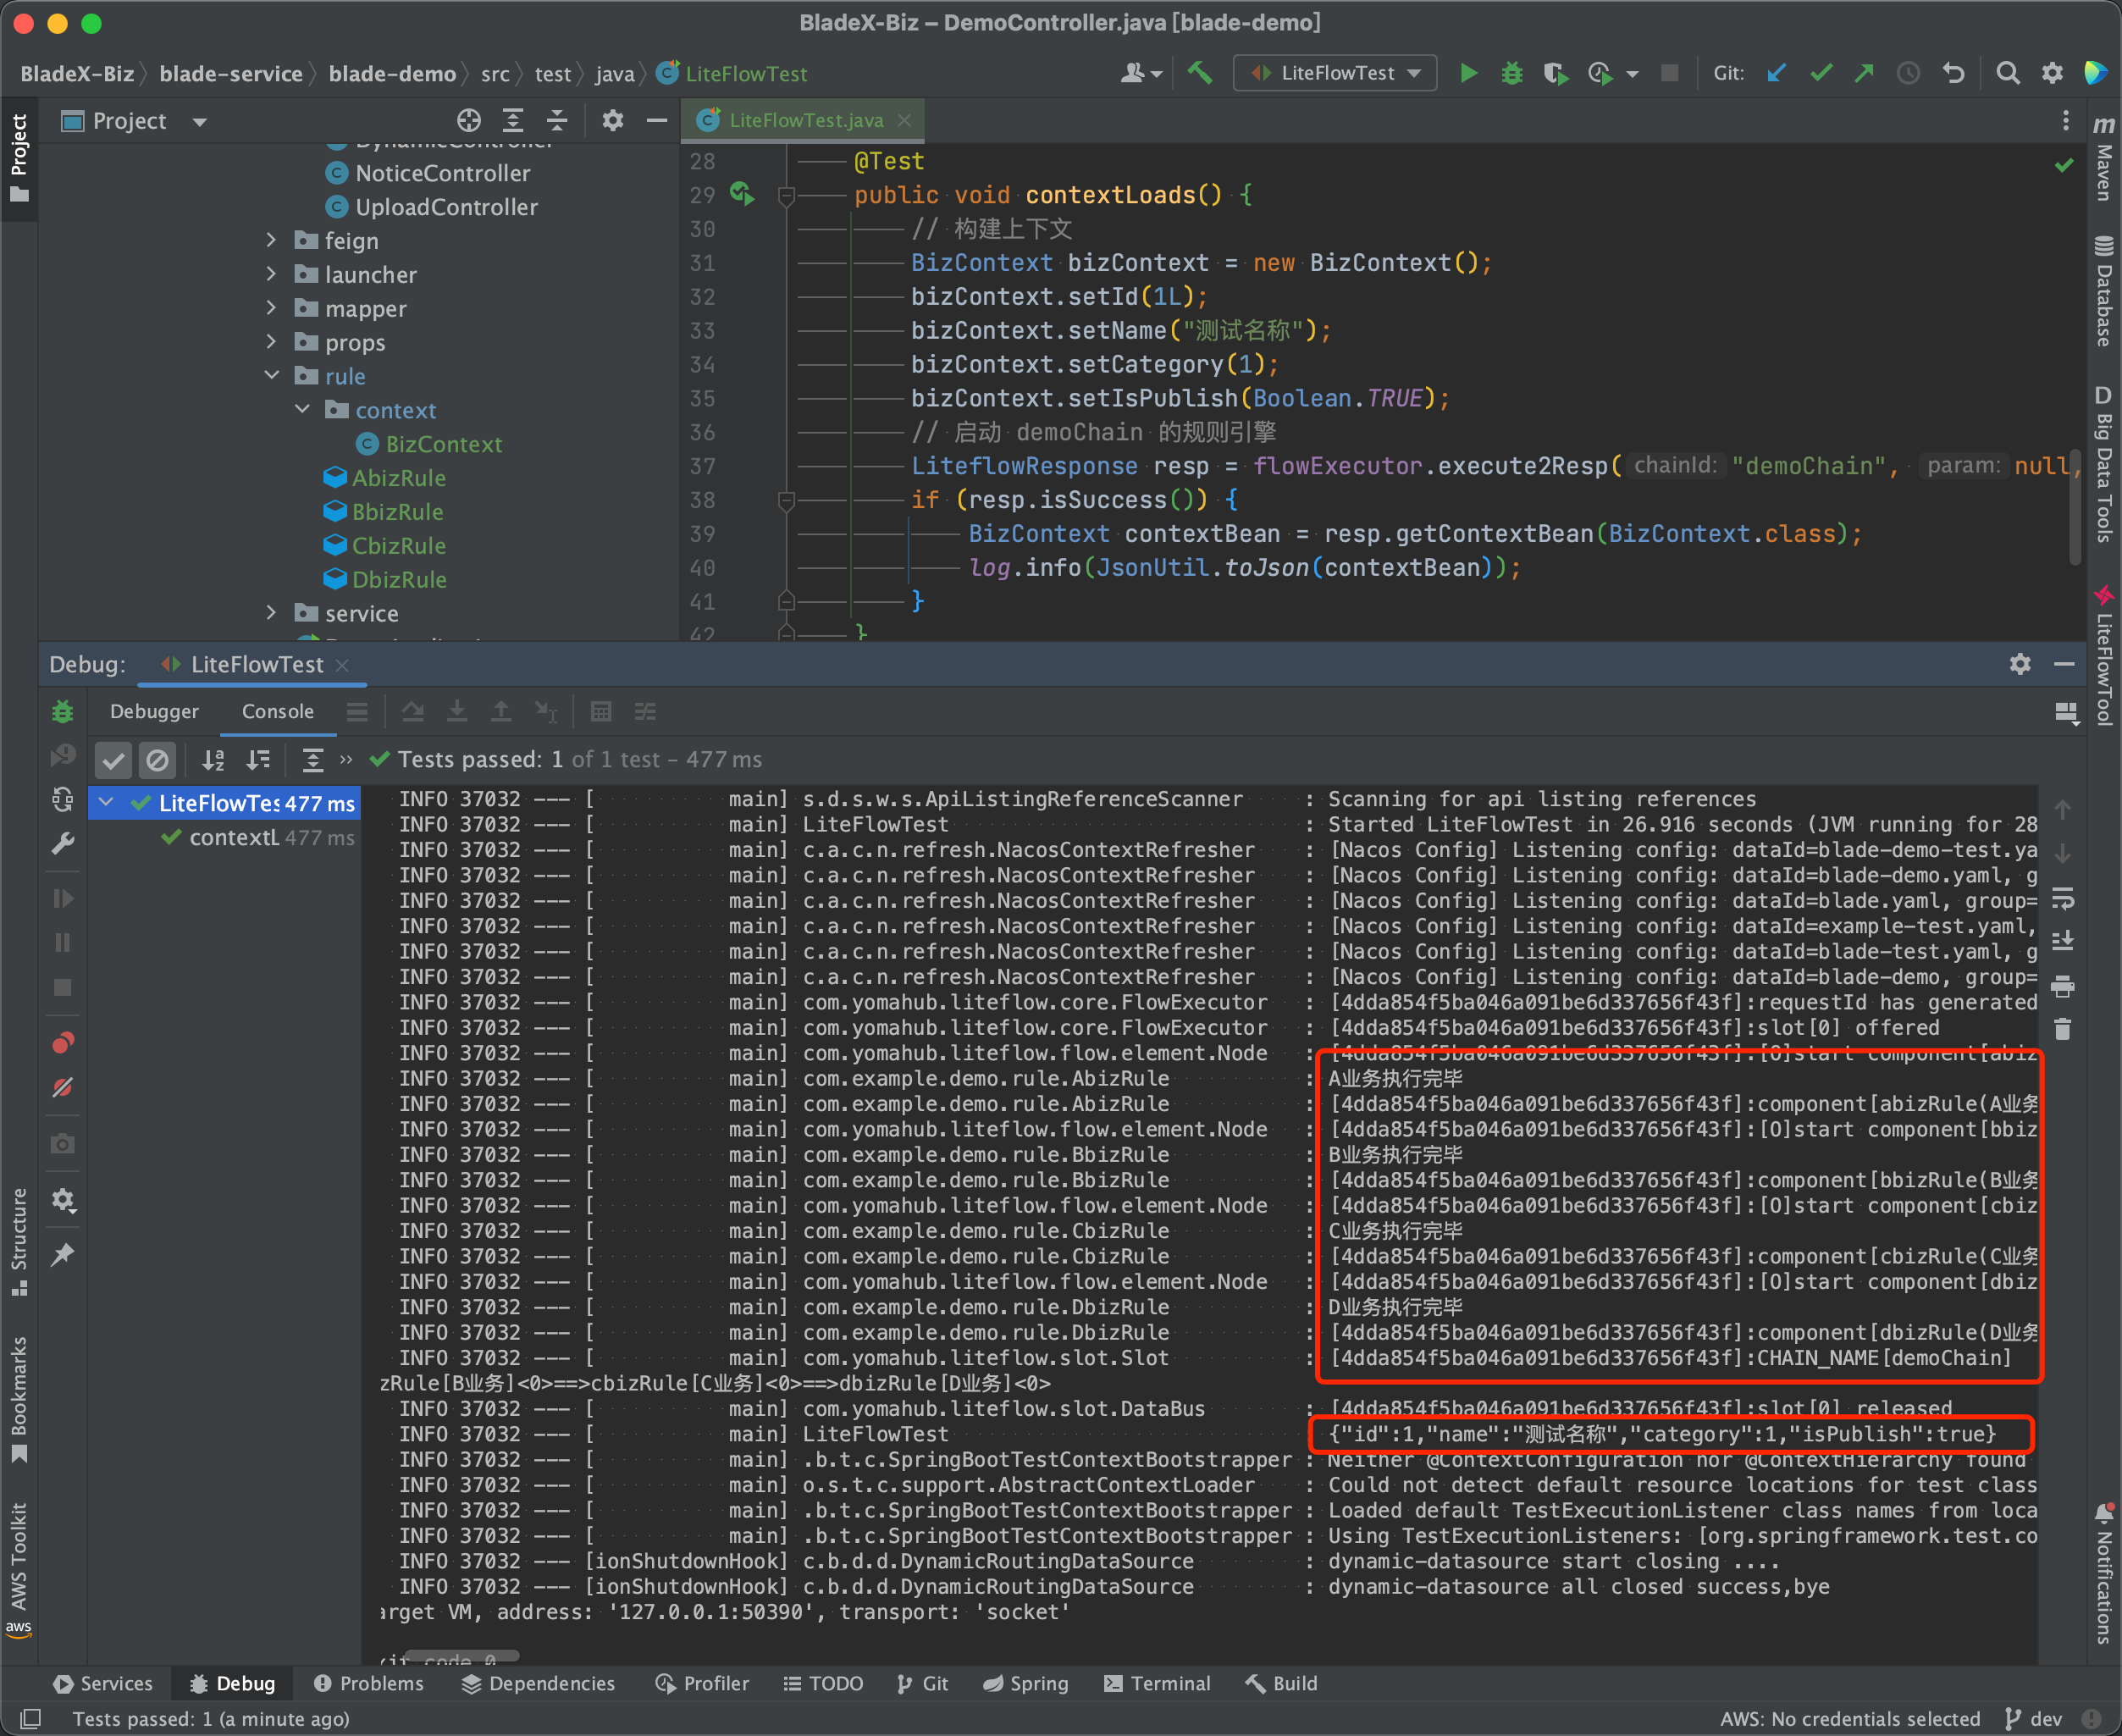 BladeX-Biz – DemoController.java [blade-demo]
BladeX-Biz blade-service blade-demo src test java LiteFlowTest
LiteFlowTest Git:
Project
LiteFlowTest.java
DynamicController
NoticeController
UploadController
feign
launcher
mapper
props
rule
context
BizContext
AbizRule
BbizRule
CbizRule
DbizRule
service
28 @Test
29 public void contextLoads() {
30 // 构建上下文
31 BizContext bizContext = new BizContext();
32 bizContext.setId(1L);
33 bizContext.setName("测试名称");
34 bizContext.setCategory(1);
35 bizContext.setIsPublish(Boolean.TRUE);
36 // 启动 demoChain 的规则引擎
37 LiteflowResponse resp = flowExecutor.execute2Resp( chainId: "demoChain", param: null,
38 if (resp.isSuccess()) {
39 BizContext contextBean = resp.getContextBean(BizContext.class);
40 log.info(JsonUtil.toJson(contextBean));
41 }
42 }
Project
Structure
Bookmarks
AWS Toolkit
aws
m Maven
Database
D Big Data Tools
LiteFlowTool
Notifications
Debug: LiteFlowTest
Debugger Console
Tests passed: 1 of 1 test – 477 ms
LiteFlowTes 477 ms
contextL 477 ms
INFO 37032 --- [ main] s.d.s.w.s.ApiListingReferenceScanner : Scanning for api listing references
INFO 37032 --- [ main] LiteFlowTest : Started LiteFlowTest in 26.916 seconds (JVM running for 28
INFO 37032 --- [ main] c.a.c.n.refresh.NacosContextRefresher : [Nacos Config] Listening config: dataId=blade-demo-test.ya
INFO 37032 --- [ main] c.a.c.n.refresh.NacosContextRefresher : [Nacos Config] Listening config: dataId=blade-demo.yaml, g
INFO 37032 --- [ main] c.a.c.n.refresh.NacosContextRefresher : [Nacos Config] Listening config: dataId=blade.yaml, group=
INFO 37032 --- [ main] c.a.c.n.refresh.NacosContextRefresher : [Nacos Config] Listening config: dataId=example-test.yaml,
INFO 37032 --- [ main] c.a.c.n.refresh.NacosContextRefresher : [Nacos Config] Listening config: dataId=blade-test.yaml, g
INFO 37032 --- [ main] c.a.c.n.refresh.NacosContextRefresher : [Nacos Config] Listening config: dataId=blade-demo, group=
INFO 37032 --- [ main] com.yomahub.liteflow.core.FlowExecutor : [4dda854f5ba046a091be6d337656f43f]:requestId has generated
INFO 37032 --- [ main] com.yomahub.liteflow.core.FlowExecutor : [4dda854f5ba046a091be6d337656f43f]:slot[0] offered
INFO 37032 --- [ main] com.yomahub.liteflow.flow.element.Node : [4dda854f5ba046a091be6d337656f43f]:[O]start component[abiz
INFO 37032 --- [ main] com.example.demo.rule.AbizRule : A业务执行完毕
INFO 37032 --- [ main] com.example.demo.rule.AbizRule : [4dda854f5ba046a091be6d337656f43f]:component[abizRule(A业务
INFO 37032 --- [ main] com.yomahub.liteflow.flow.element.Node : [4dda854f5ba046a091be6d337656f43f]:[O]start component[bbiz
INFO 37032 --- [ main] com.example.demo.rule.BbizRule : B业务执行完毕
INFO 37032 --- [ main] com.example.demo.rule.BbizRule : [4dda854f5ba046a091be6d337656f43f]:component[bbizRule(B业务
INFO 37032 --- [ main] com.yomahub.liteflow.flow.element.Node : [4dda854f5ba046a091be6d337656f43f]:[O]start component[cbiz
INFO 37032 --- [ main] com.example.demo.rule.CbizRule : C业务执行完毕
INFO 37032 --- [ main] com.example.demo.rule.CbizRule : [4dda854f5ba046a091be6d337656f43f]:component[cbizRule(C业务
INFO 37032 --- [ main] com.yomahub.liteflow.flow.element.Node : [4dda854f5ba046a091be6d337656f43f]:[O]start component[dbiz
INFO 37032 --- [ main] com.example.demo.rule.DbizRule : D业务执行完毕
INFO 37032 --- [ main] com.example.demo.rule.DbizRule : [4dda854f5ba046a091be6d337656f43f]:component[dbizRule(D业务
INFO 37032 --- [ main] com.yomahub.liteflow.slot.Slot : [4dda854f5ba046a091be6d337656f43f]:CHAIN_NAME[demoChain]
zRule[B业务]<0>==>cbizRule[C业务]<0>==>dbizRule[D业务]<0>
INFO 37032 --- [ main] com.yomahub.liteflow.slot.DataBus : [4dda854f5ba046a091be6d337656f43f]:slot[0] released
INFO 37032 --- [ main] LiteFlowTest : {"id":1,"name":"测试名称","category":1,"isPublish":true}
INFO 37032 --- [ main] .b.t.c.SpringBootTestContextBootstrapper : Neither @ContextConfiguration nor @ContextHierarchy found
INFO 37032 --- [ main] o.s.t.c.support.AbstractContextLoader : Could not detect default resource locations for test class
INFO 37032 --- [ main] .b.t.c.SpringBootTestContextBootstrapper : Loaded default TestExecutionListener class names from loca
INFO 37032 --- [ main] .b.t.c.SpringBootTestContextBootstrapper : Using TestExecutionListeners: [org.springframework.test.co
INFO 37032 --- [ionShutdownHook] c.b.d.d.DynamicRoutingDataSource : dynamic-datasource start closing ....
INFO 37032 --- [ionShutdownHook] c.b.d.d.DynamicRoutingDataSource : dynamic-datasource all closed success,bye
arget VM, address: '127.0.0.1:50390', transport: 'socket'
xit code 0
Services Debug Problems Dependencies Profiler TODO Git Spring Terminal Build
Tests passed: 1 (a minute ago) AWS: No credentials selected dev